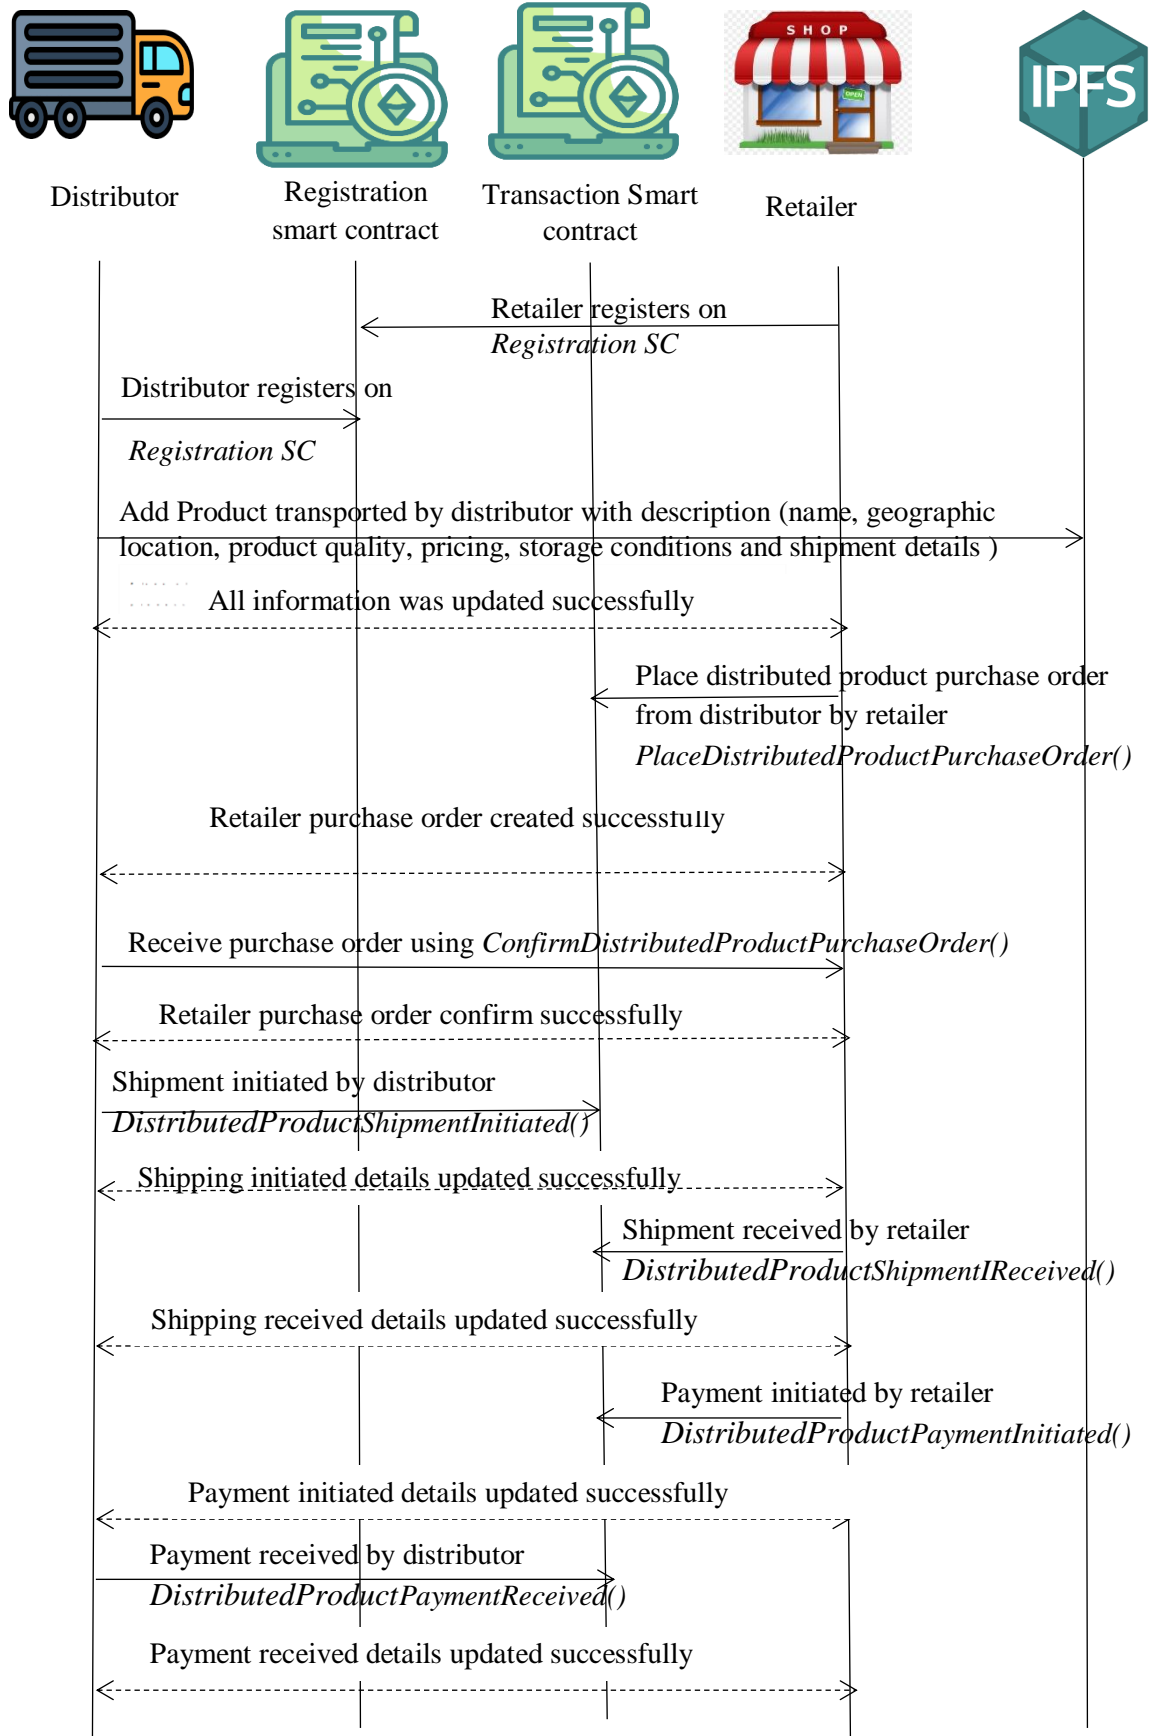 SHOP
OPEN
IPFS
Distributor
Registration
smart contract
Transaction Smart
contract
Retailer
Retailer registers on
Registration SC
Distributor registers on
Registration SC
Add Product transported by distributor with description (name, geographic
location, product quality, pricing, storage conditions and shipment details )
All information was updated successfully
Place distributed product purchase order
from distributor by retailer
PlaceDistributedProductPurchaseOrder()
Retailer purchase order created successfully
Receive purchase order using ConfirmDistributedProductPurchaseOrder()
Retailer purchase order confirm successfully
Shipment initiated by distributor
DistributedProductShipmentInitiated()
Shipping initiated details updated successfully
Shipment received by retailer
DistributedProductShipmentIReceived()
Shipping received details updated successfully
Payment initiated by retailer
DistributedProductPaymentInitiated()
Payment initiated details updated successfully
Payment received by distributor
DistributedProductPaymentReceived()
Payment received details updated successfully